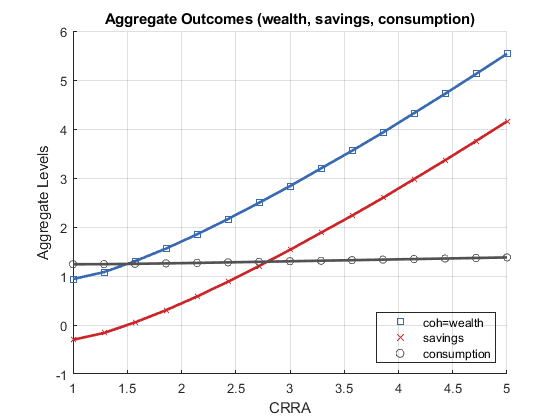 Aggregate Outcomes (wealth, savings, consumption)
6
5
4
3
2
1
0
-1
Aggregate Levels
1
1.5
2
2.5
3
3.5
4
4.5
5
CRRA
coh=wealth
savings
consumption